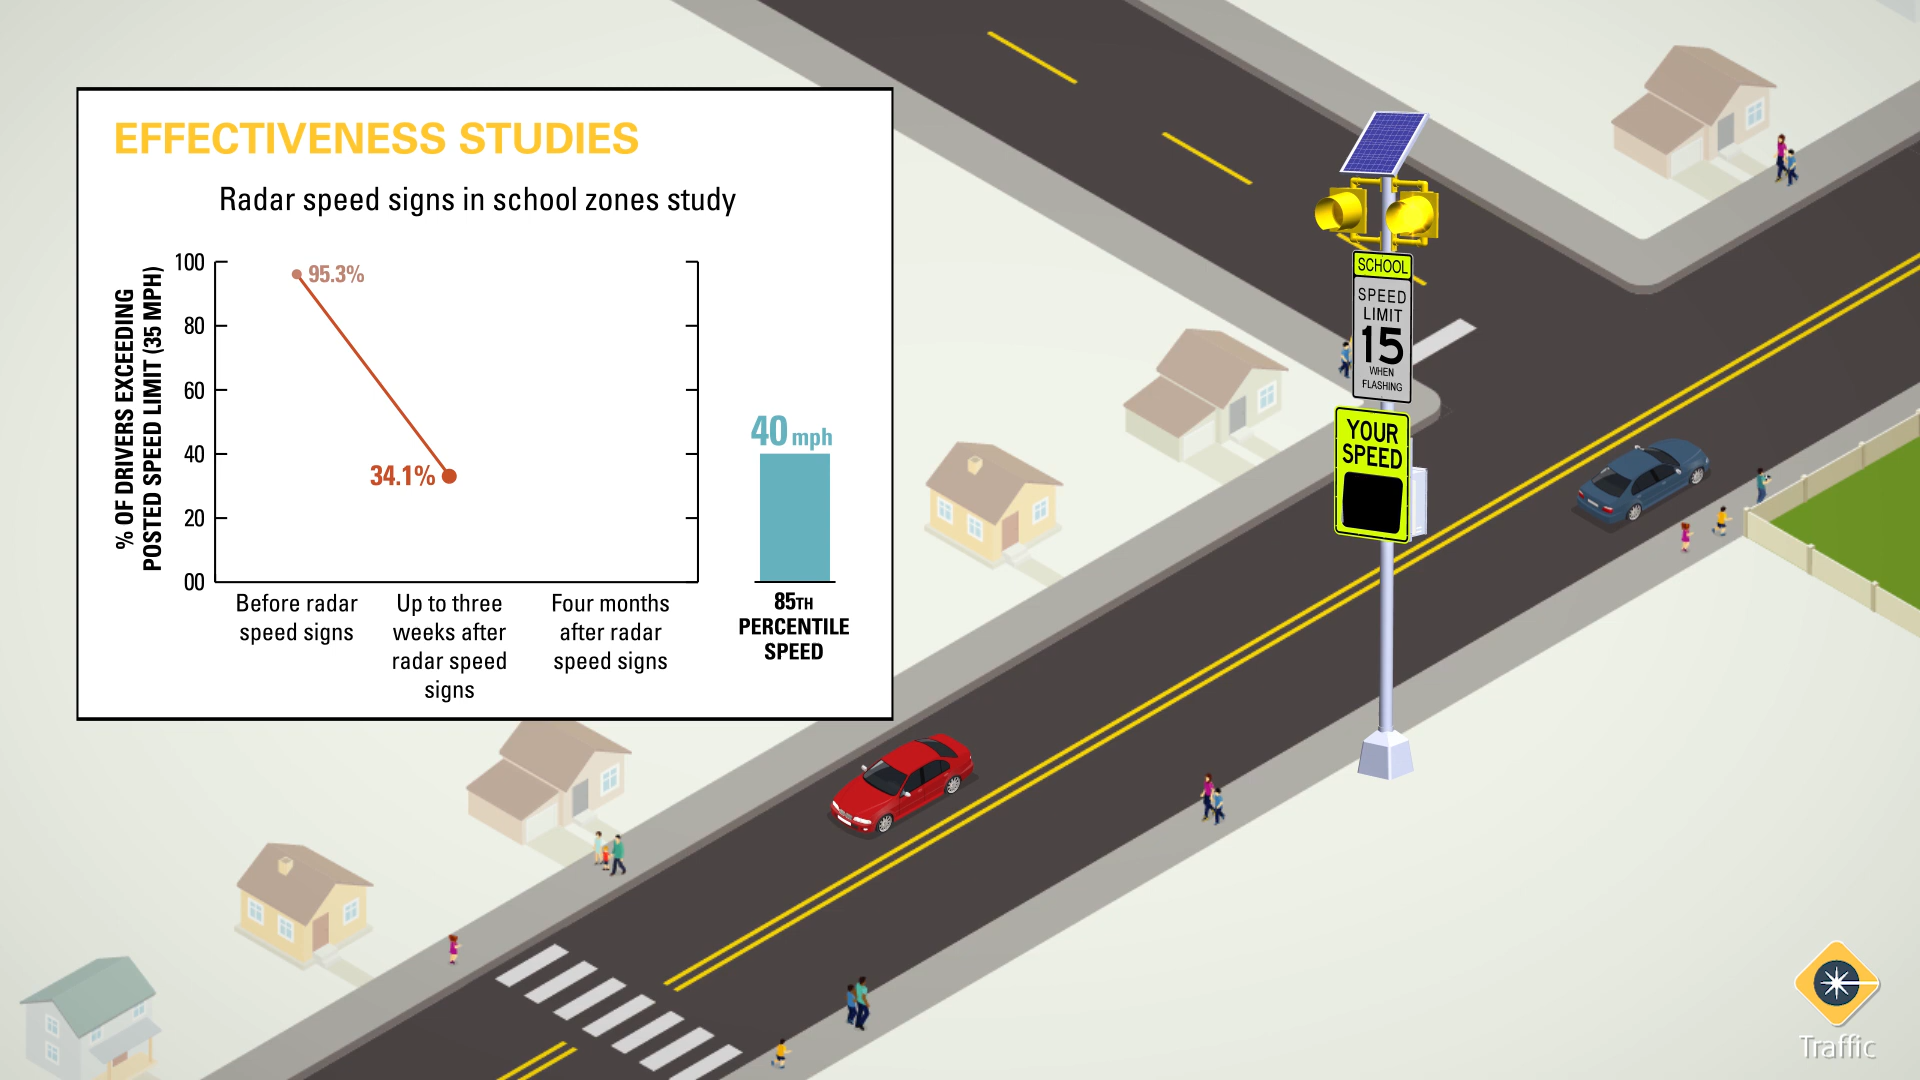 EFFECTIVENESS STUDIES
Radar speed signs in school zones study
% OF DRIVERS EXCEEDING
POSTED SPEED LIMIT (35 MPH)
100
80
60
40
20
00
95.3%
34.1%
Before radar
speed signs
Up to three
weeks after
radar speed
signs
Four months
after radar
speed signs
40 mph
85TH
PERCENTILE
SPEED
SCHOOL
SPEED
LIMIT
15
WHEN
FLASHING
YOUR
SPEED
Traffic